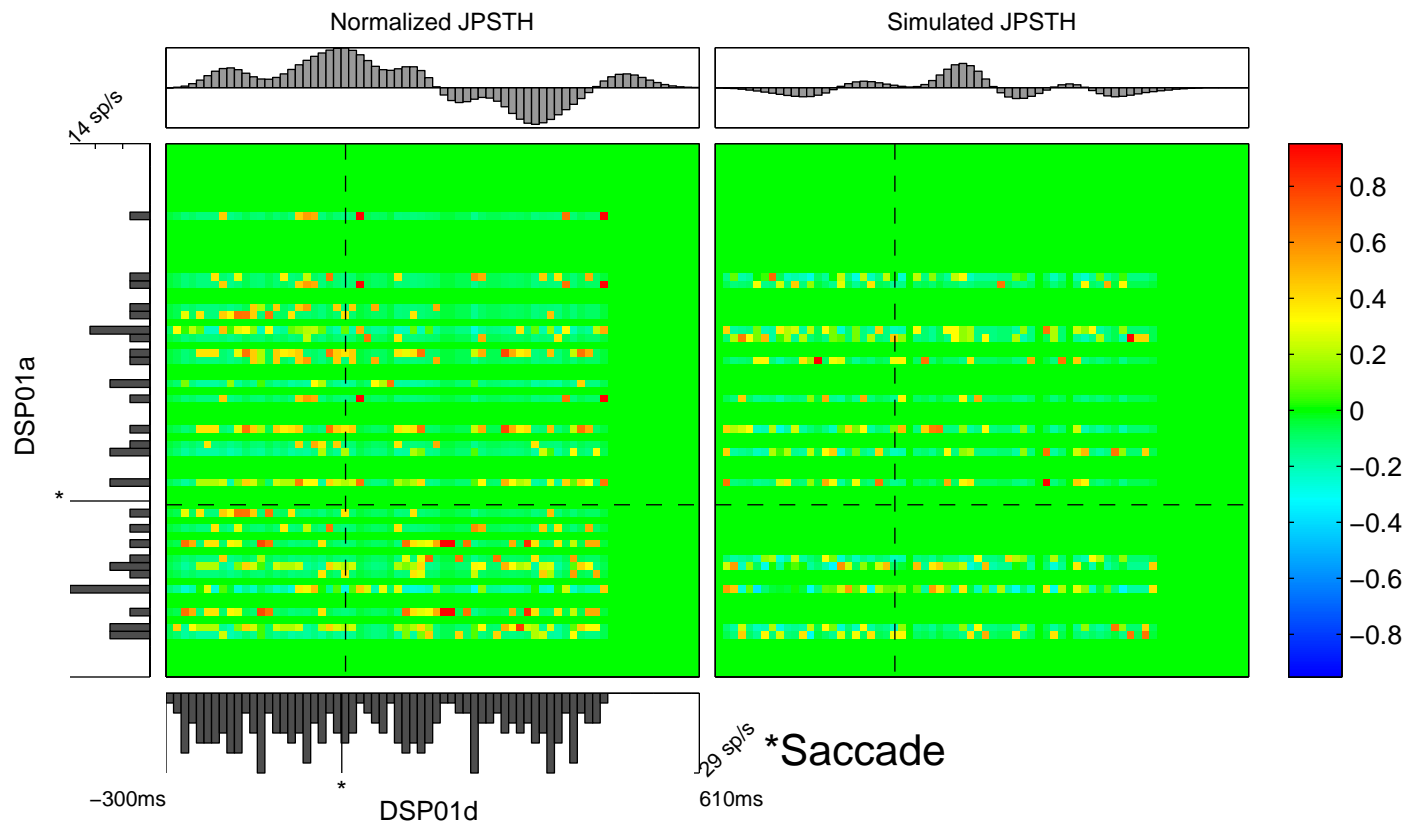 Normalized JPSTH
Simulated JPSTH
14 sp/s
DSP01a
*
0.8
0.6
0.4
0.2
0
−0.2
−0.4
−0.6
−0.8
29 sp/s
*Saccade
*
−300ms
DSP01d
610ms